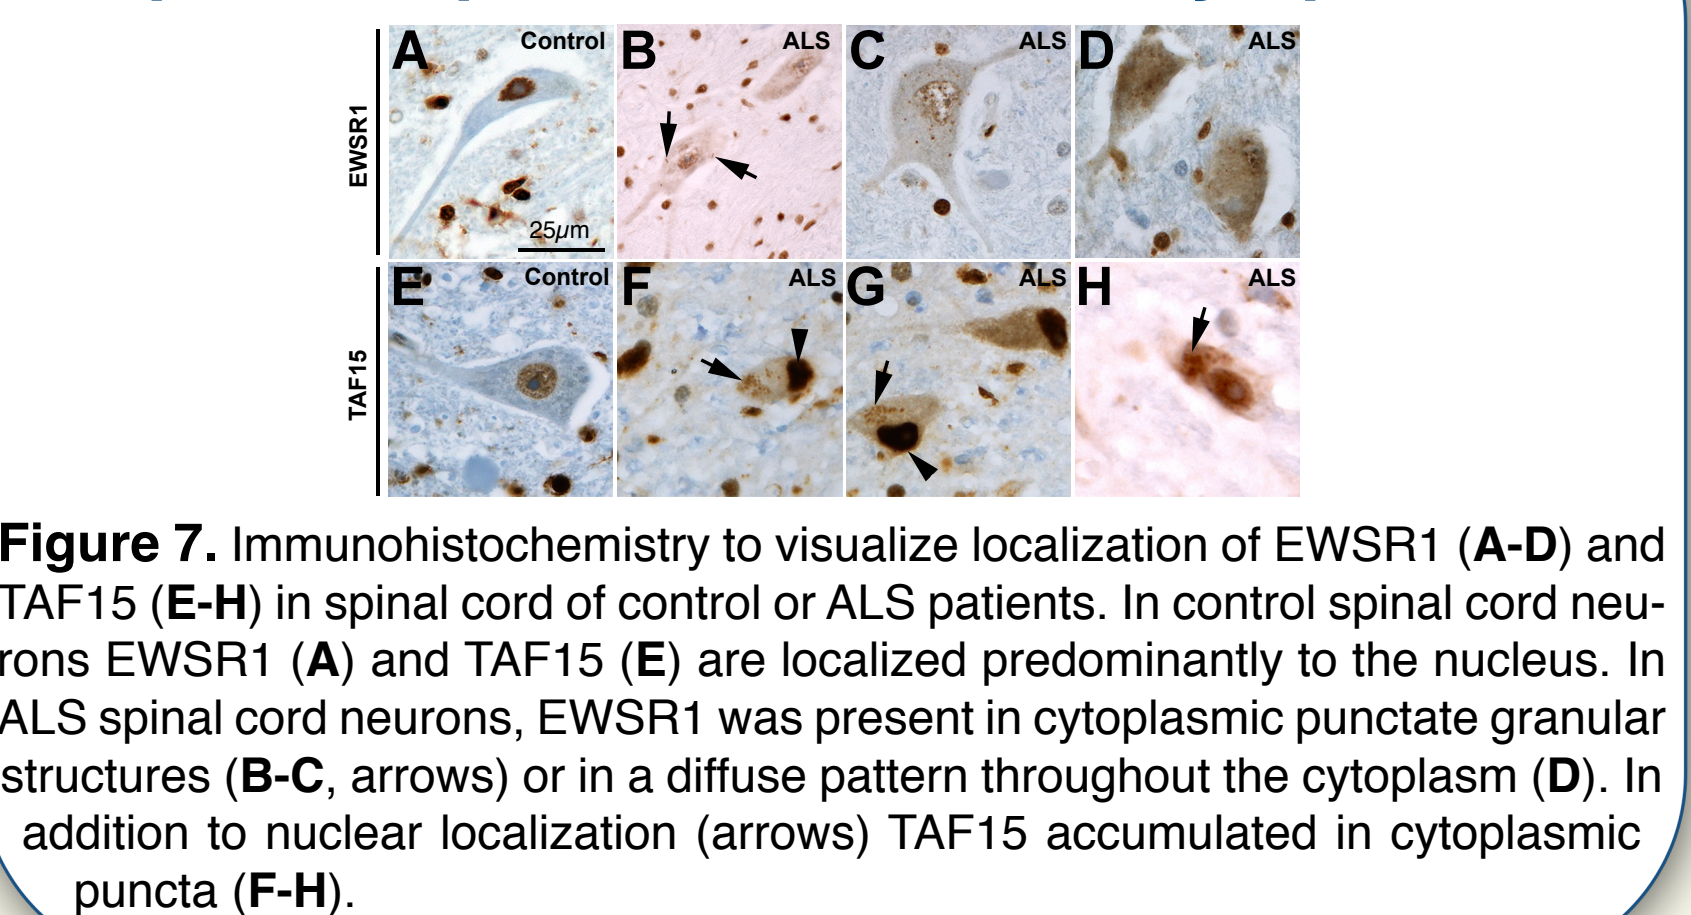 A Control
B ALS
C ALS
D ALS
EWSR1
25µm
E Control
F ALS
G ALS
H ALS
TAF15
Figure 7. Immunohistochemistry to visualize localization of EWSR1 (A-D) and
TAF15 (E-H) in spinal cord of control or ALS patients. In control spinal cord neu-
rons EWSR1 (A) and TAF15 (E) are localized predominantly to the nucleus. In
ALS spinal cord neurons, EWSR1 was present in cytoplasmic punctate granular
structures (B-C, arrows) or in a diffuse pattern throughout the cytoplasm (D). In
addition to nuclear localization (arrows) TAF15 accumulated in cytoplasmic
puncta (F-H).